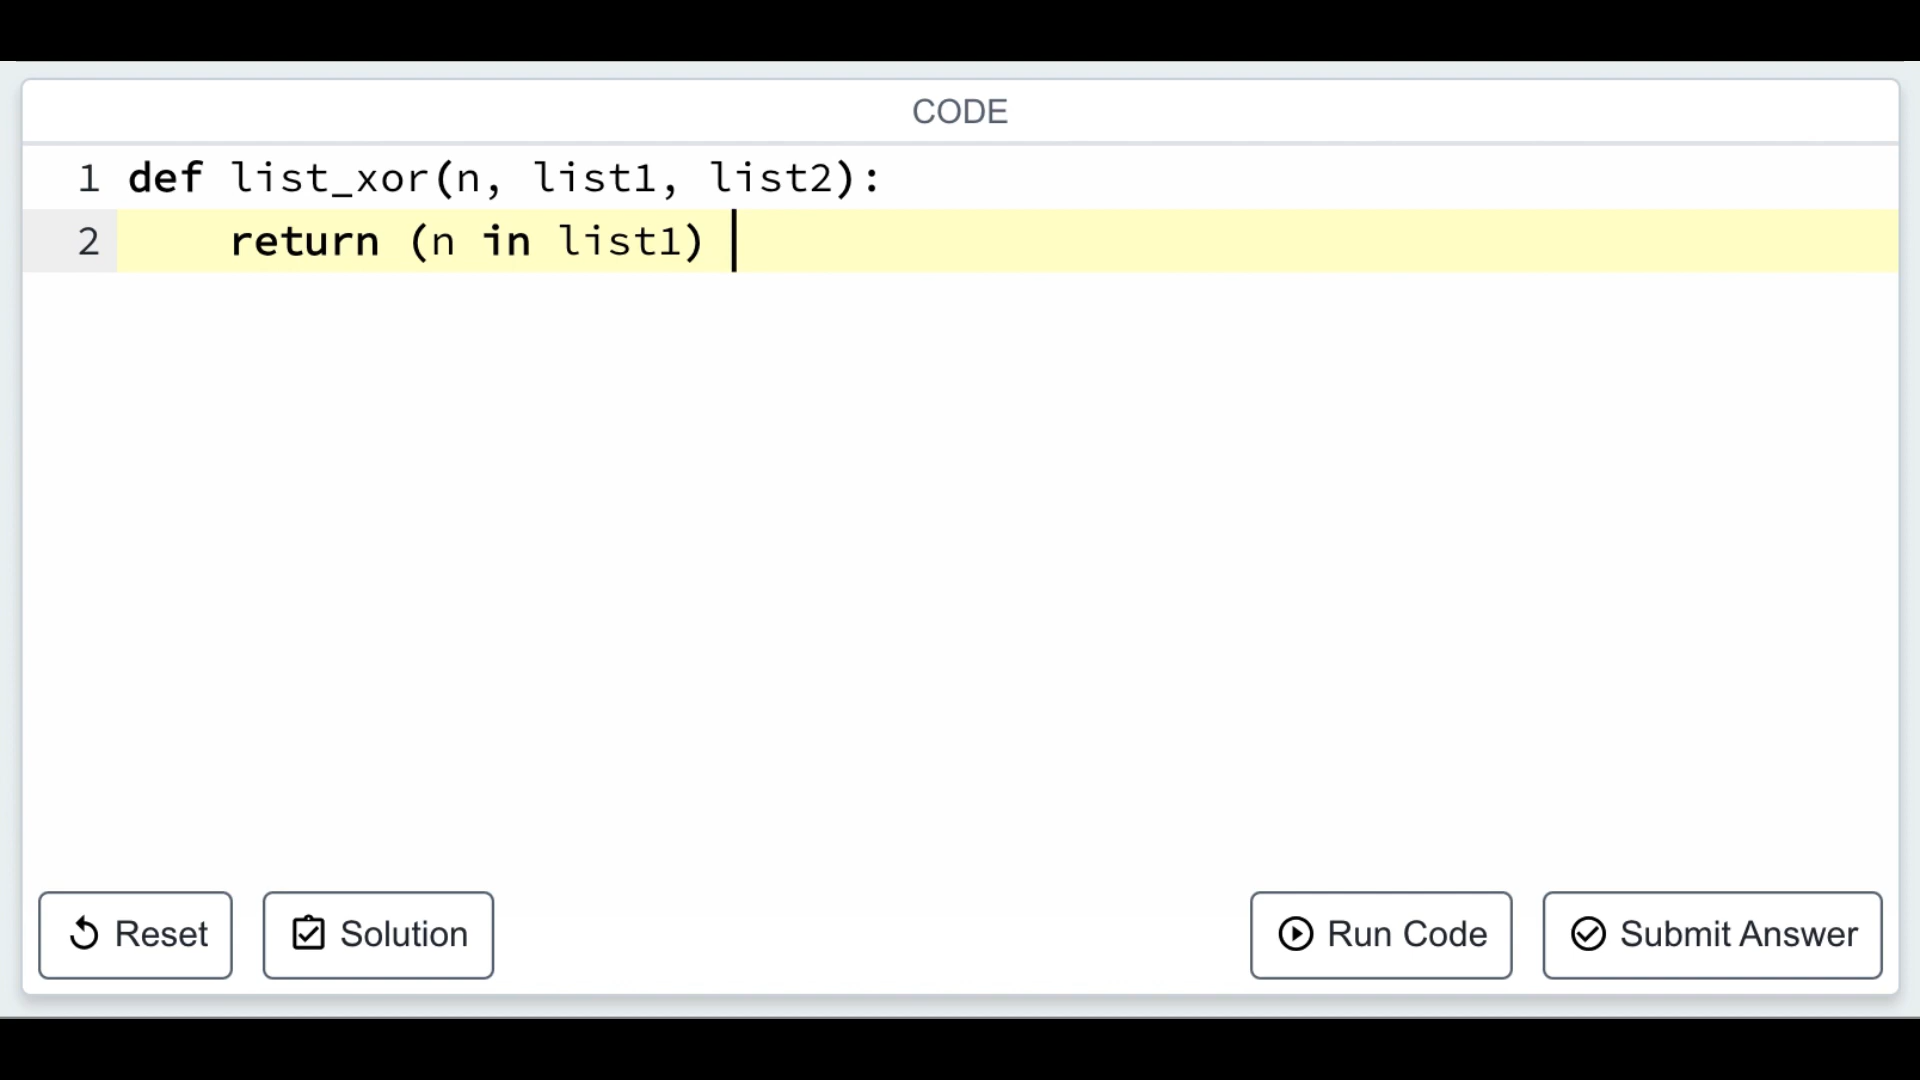 CODE
1 def list_xor(n, list1, list2):
2 return (n in list1)
Reset Solution Run Code Submit Answer